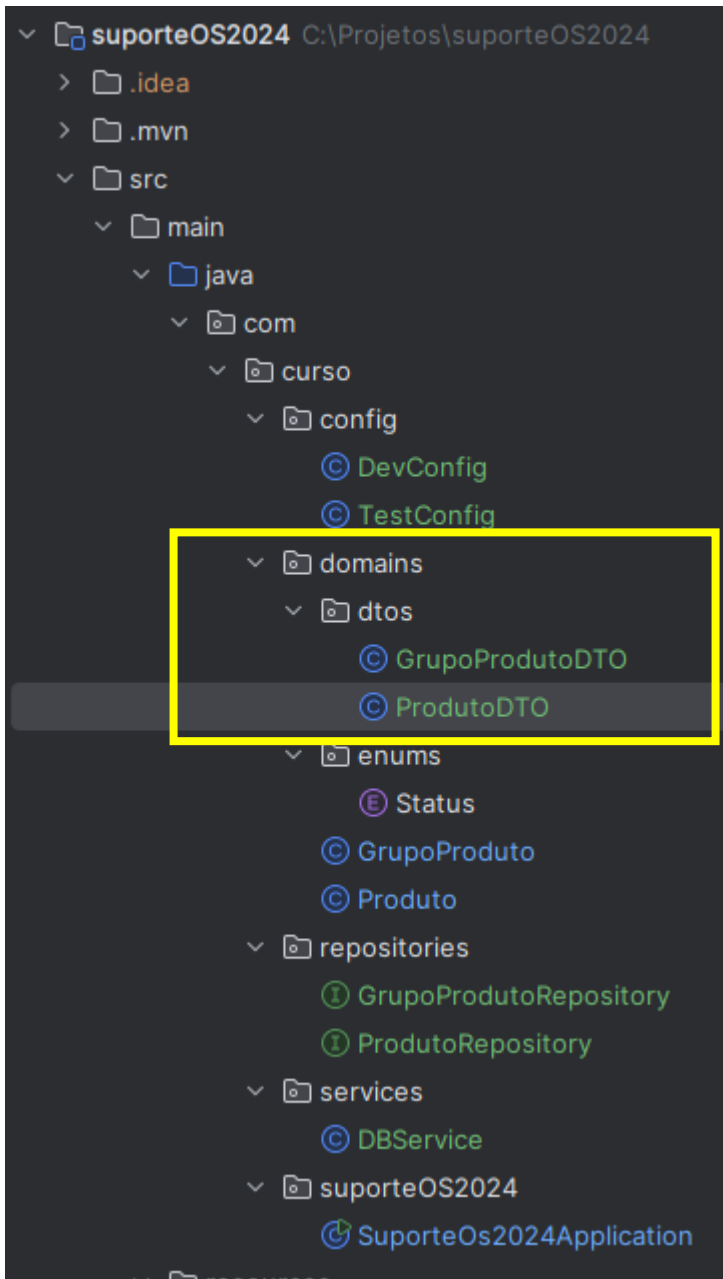 suporteOS2024 C:\Projetos\suporteOS2024
.idea
.mvn
src
main
java
com
curso
config
DevConfig
TestConfig
domains
dtos
GrupoProdutoDTO
ProdutoDTO
enums
Status
GrupoProduto
Produto
repositories
GrupoProdutoRepository
ProdutoRepository
services
DBService
suporteOS2024
SuporteOs2024Application